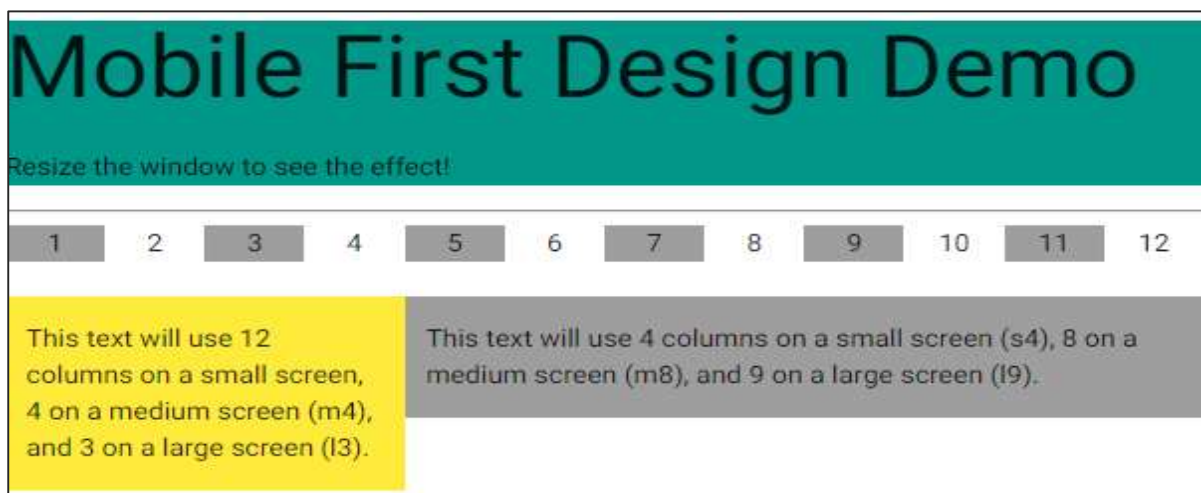 Mobile First Design Demo
Resize the window to see the effect!
1 2 3 4 5 6 7 8 9 10 11 12
This text will use 12
columns on a small screen,
4 on a medium screen (m4),
and 3 on a large screen (l3).
This text will use 4 columns on a small screen (s4), 8 on a
medium screen (m8), and 9 on a large screen (l9).